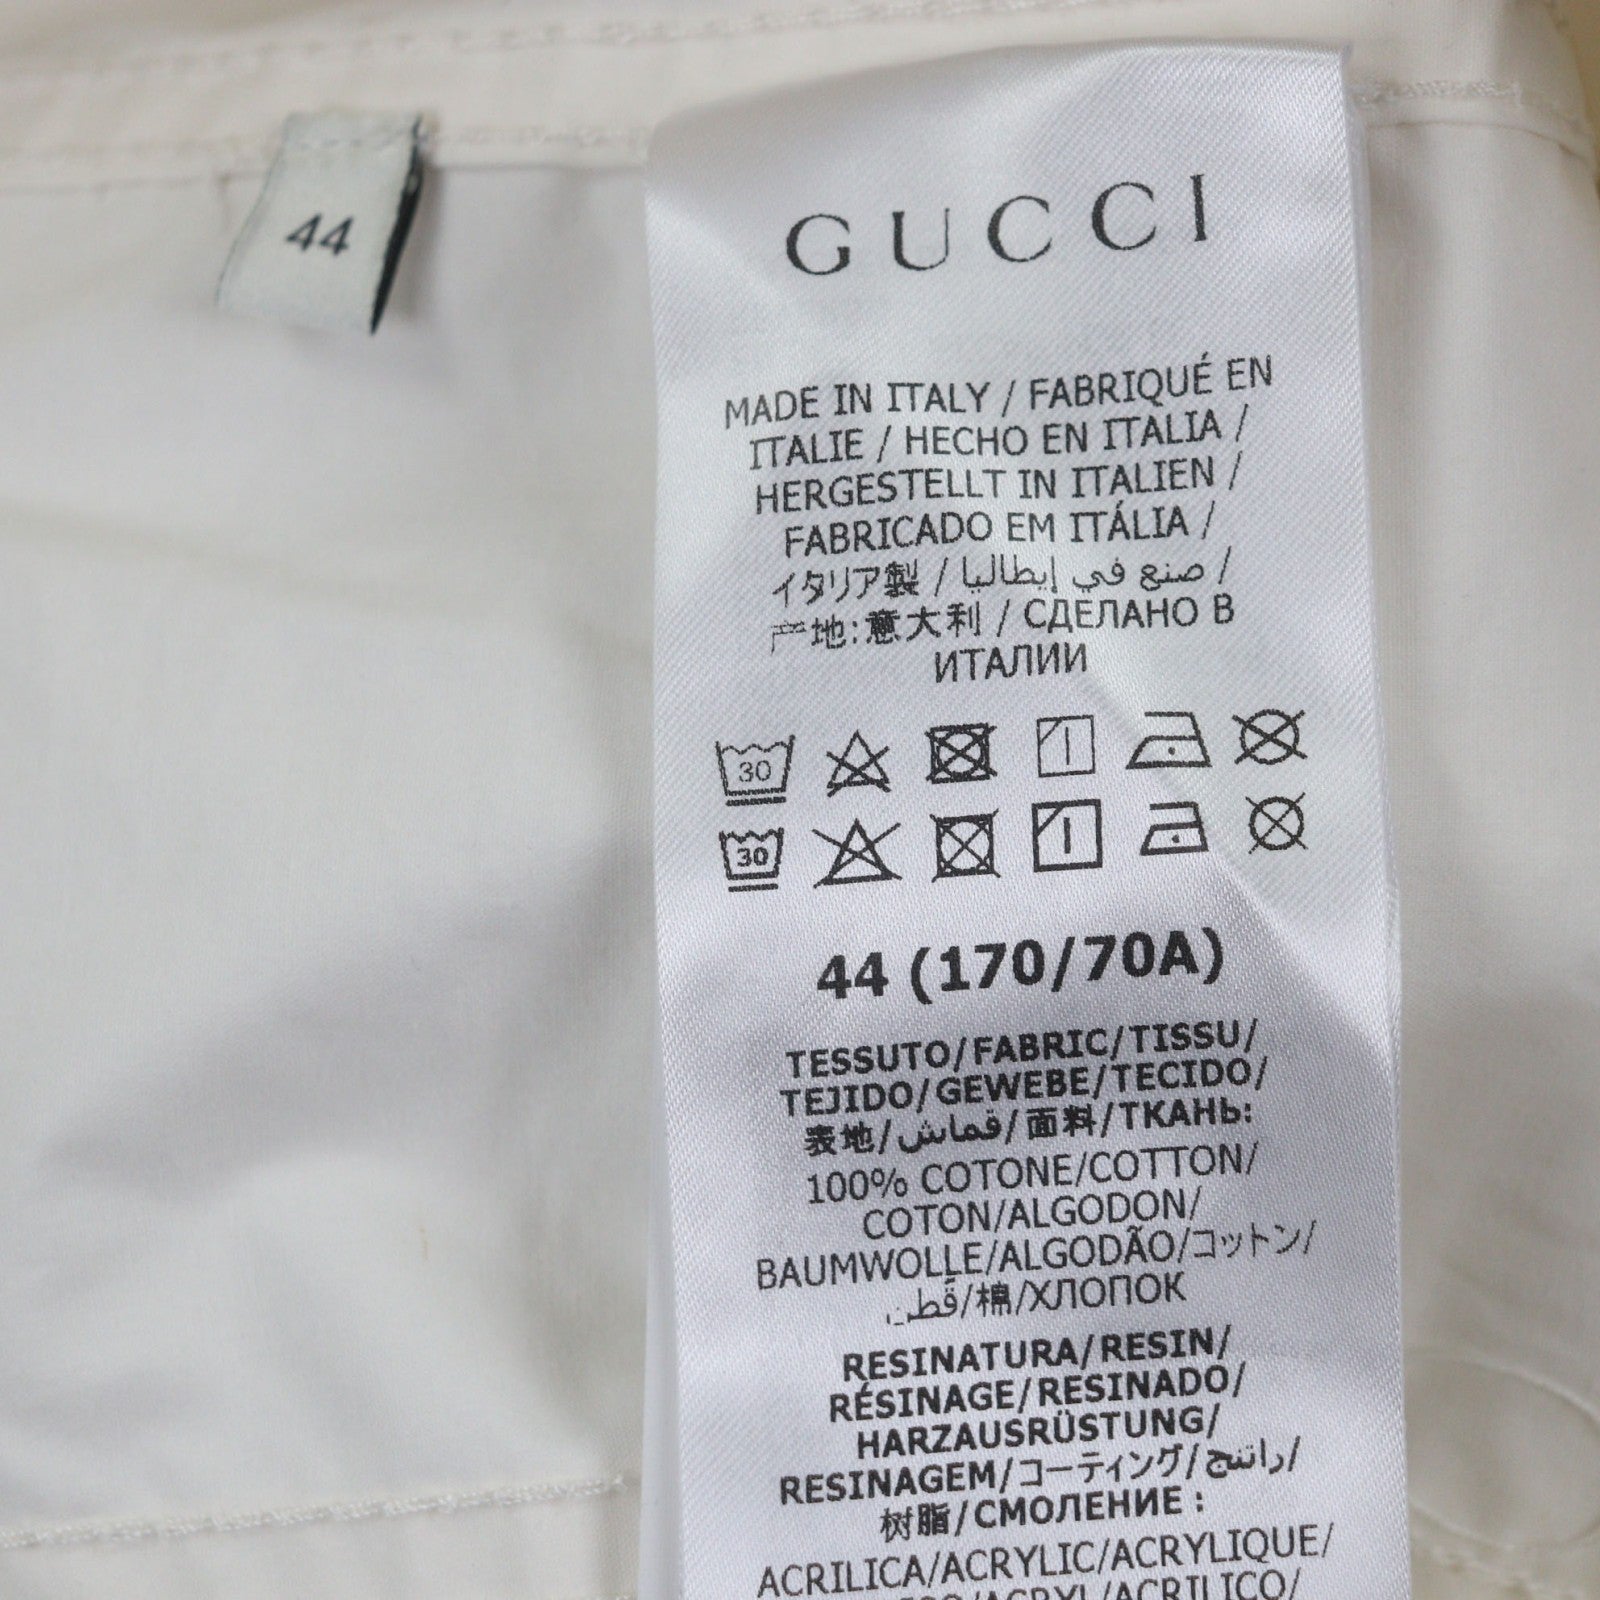 44
GUCCI
MADE IN ITALY / FABRIQUÉ EN
ITALIE / HECHO EN ITALIA /
HERGESTELLT IN ITALIEN /
FABRICADO EM ITÁLIA /
イタリア製 / صنع في إيطاليا /
产地:意大利 / СДЕЛАНО В
ИТАЛИИ
30
30
44 (170/70A)
TESSUTO/FABRIC/TISSU/
TEJIDO/GEWEBE/TECIDO/
表地/قماش/面料/ТКАНЬ:
100% COTONE/COTTON/
COTON/ALGODON/
BAUMWOLLE/ALGODÃO/コットン/
قطن/棉/ХЛОПОК
RESINATURA/RESIN/
RÉSINAGE/RESINADO/
HARZAUSRÜSTUNG/
RESINAGEM/コーティング/راتنج/
树脂/СМОЛЕНИЕ :
ACRILICA/ACRYLIC/ACRYLIQUE/
/ACRYL/ACRILICO/